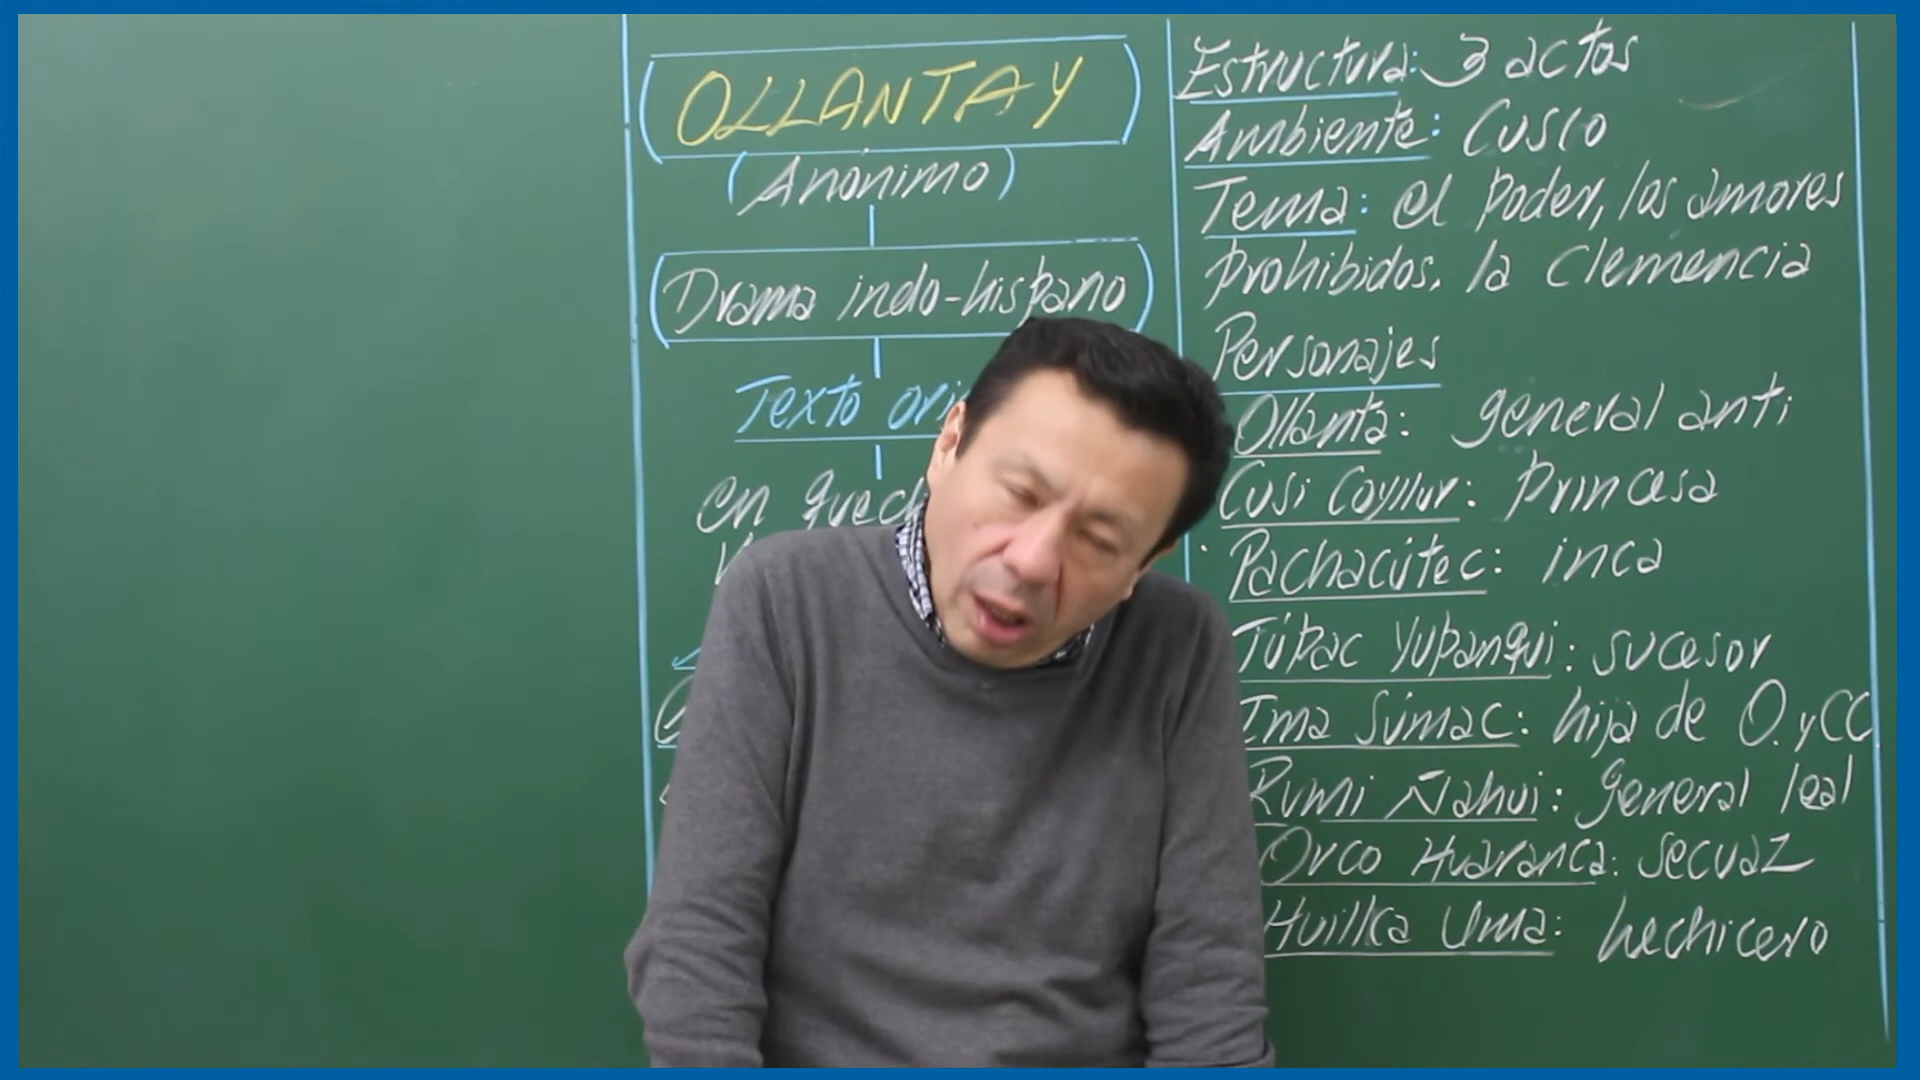 OLLANTAY
(Anónimo)
Drama indo-hispano
Texto
en
Estructura: 3 actos
Ambiente: Cusco
Tema: el poder, los amores
prohibidos, la clemencia
Personajes
Ollanta: general anti
Cusi Coyllur: princesa
Pachacútec: inca
Túpac Yupanqui: sucesor
Ima Súmac: hija de O. y CC
Rumi Ñahui: general leal
Orco Huaranca: secuaz
Huillca Uma: hechicero